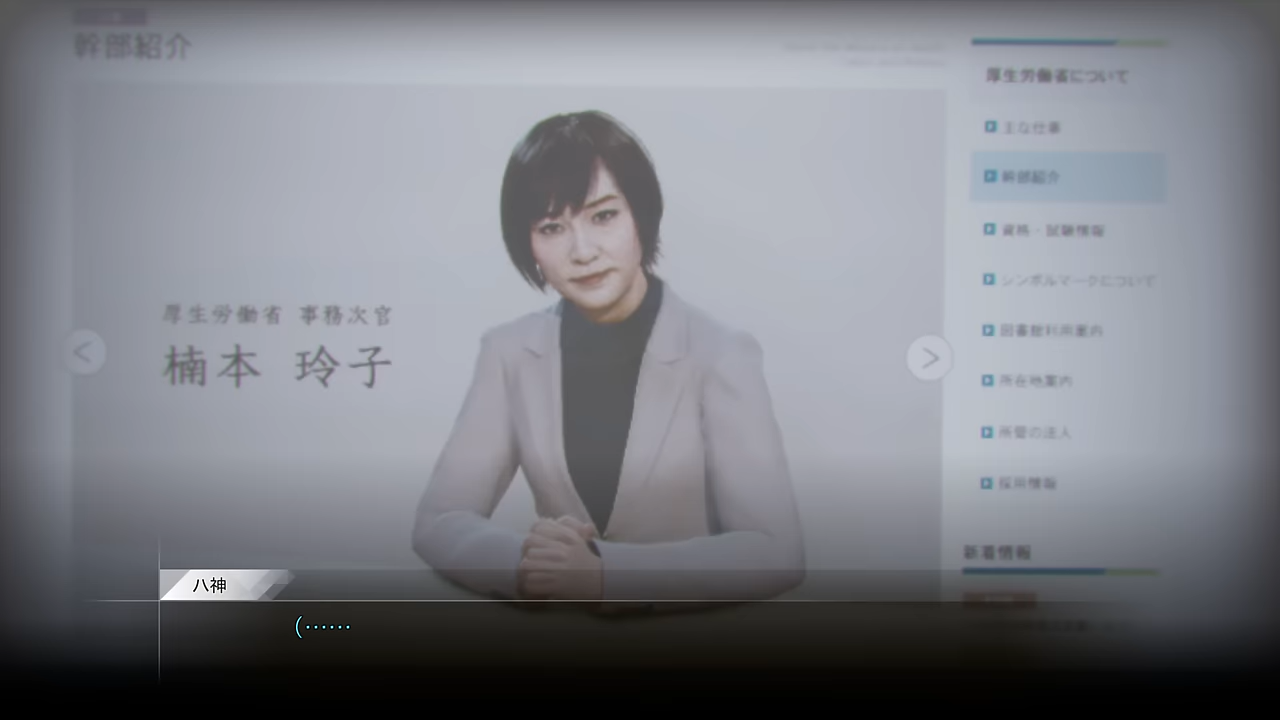 幹部紹介
厚生労働省 事務次官
楠本 玲子
<
>
厚生労働省について
主な仕事
幹部紹介
資格・試験情報
シンボルマークについて
図書館利用案内
所在地案内
所管の法人
採用情報
新着情報
八神
(……